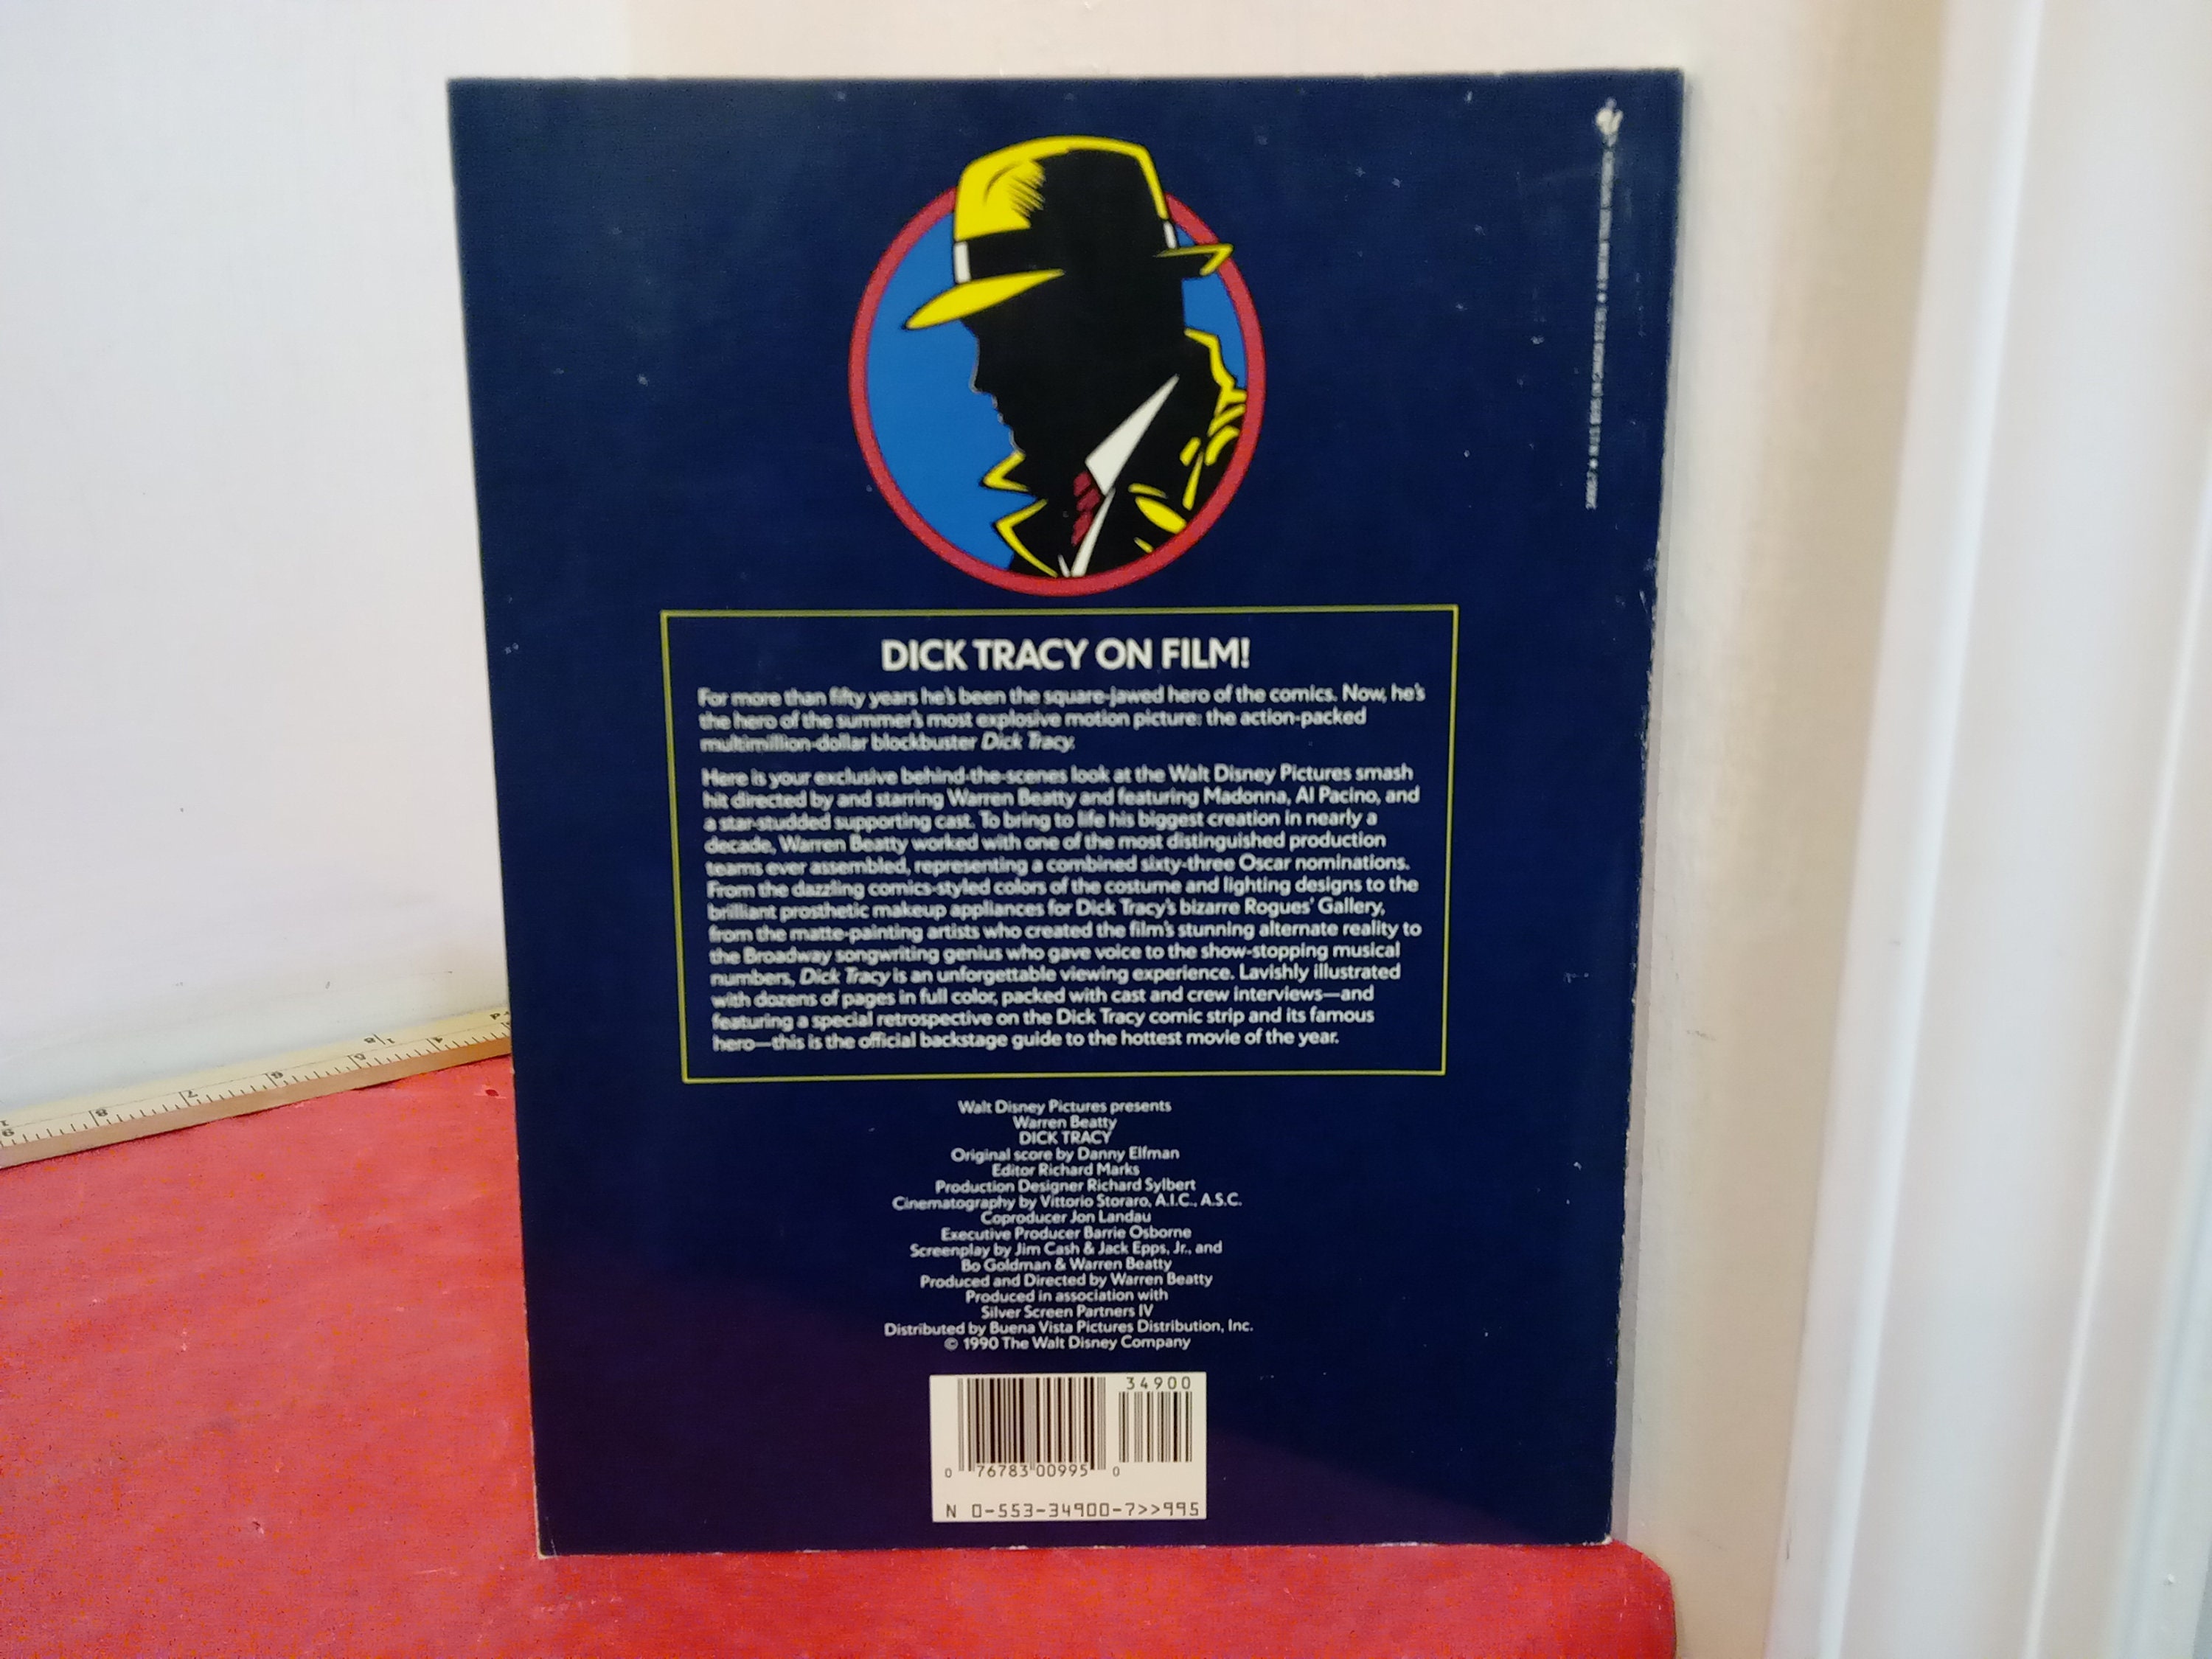 DICK TRACY ON FILM!
For more than fifty years he's been the square-jawed hero of the comics. Now, he's
the hero of the summer's most explosive motion picture: the action-packed
multimillion-dollar blockbuster Dick Tracy.
Here is your exclusive behind-the-scenes look at the Walt Disney Pictures smash
hit directed by and starring Warren Beatty and featuring Madonna, Al Pacino, and
a star-studded supporting cast. To bring to life his biggest creation in nearly a
decade, Warren Beatty worked with one of the most distinguished production
teams ever assembled, representing a combined sixty-three Oscar nominations.
From the dazzling comics-styled colors of the costume and lighting designs to the
brilliant prosthetic makeup appliances for Dick Tracy's bizarre Rogues' Gallery,
from the matte-painting artists who created the film's stunning alternate reality to
the Broadway songwriting genius who gave voice to the show-stopping musical
numbers, Dick Tracy is an unforgettable viewing experience. Lavishly illustrated
with dozens of pages in full color, packed with cast and crew interviews—and
featuring a special retrospective on the Dick Tracy comic strip and its famous
hero—this is the official backstage guide to the hottest movie of the year.
Walt Disney Pictures presents
Warren Beatty
DICK TRACY
Original score by Danny Elfman
Editor Richard Marks
Production Designer Richard Sylbert
Cinematography by Vittorio Storaro, A.I.C., A.S.C.
Coproducer Jon Landau
Executive Producer Barrie Osborne
Screenplay by Jim Cash & Jack Epps, Jr., and
Bo Goldman & Warren Beatty
Produced and Directed by Warren Beatty
Produced in association with
Silver Screen Partners IV
Distributed by Buena Vista Pictures Distribution, Inc.
© 1990 The Walt Disney Company
34900
0 76783 00995 0
N 0-553-34900-7>>995
4
5
6
7
8
9